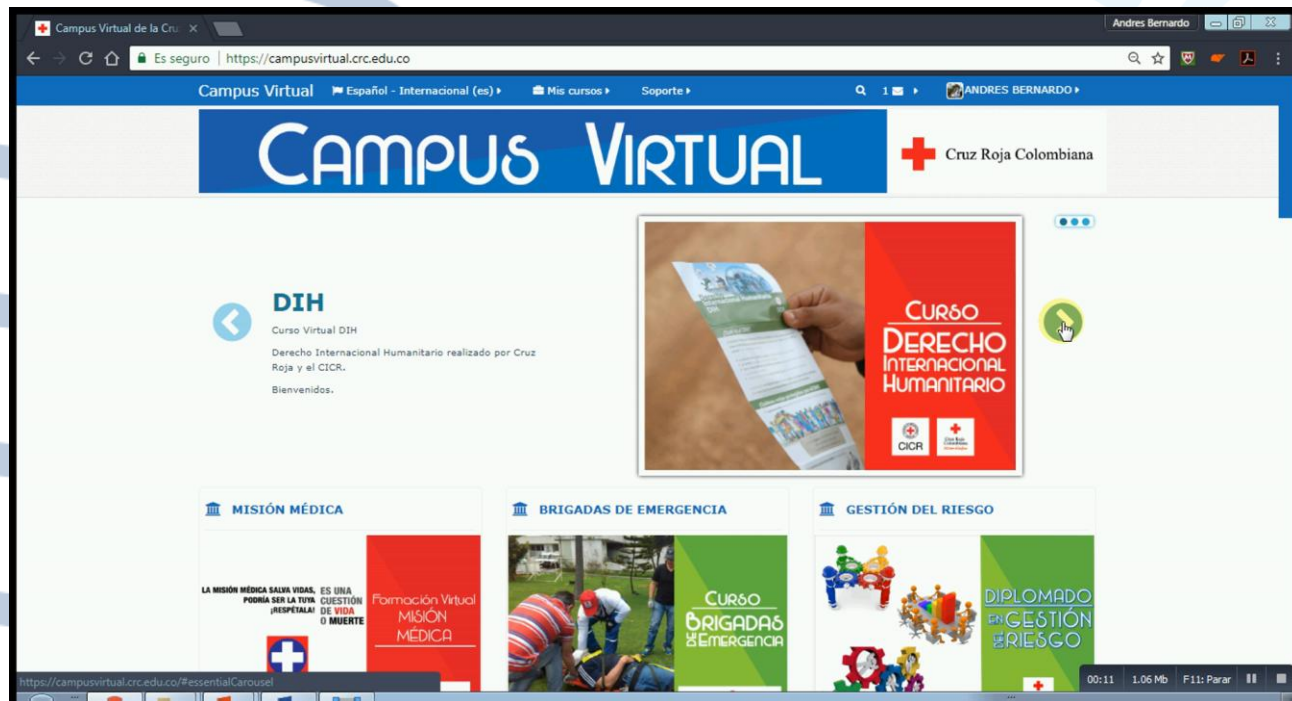 Campus Virtual de la Cru
Andres Bernardo
Es seguro | https://campusvirtual.crc.edu.co
Campus Virtual Español - Internacional (es) Mis cursos Soporte 1 ANDRES BERNARDO
CAMPUS VIRTUAL
Cruz Roja Colombiana
DIH
Curso Virtual DIH
Derecho Internacional Humanitario realizado por Cruz
Roja y el CICR.
Bienvenidos.
CURSO
DERECHO
INTERNACIONAL
HUMANITARIO
CICR
MISIÓN MÉDICA
BRIGADAS DE EMERGENCIA
GESTIÓN DEL RIESGO
LA MISIÓN MÉDICA SALVA VIDAS,
PODRÍA SER LA TUYA
¡RESPÉTALA!
ES UNA
CUESTIÓN
DE VIDA
O MUERTE
Formación Virtual
MISIÓN
MÉDICA
CURSO
BRIGADAS
DE EMERGENCIA
DIPLOMADO
EN GESTIÓN
DEL RIESGO
https://campusvirtual.crc.edu.co/#essentialCarousel
00:11 1.06 Mb F11: Parar